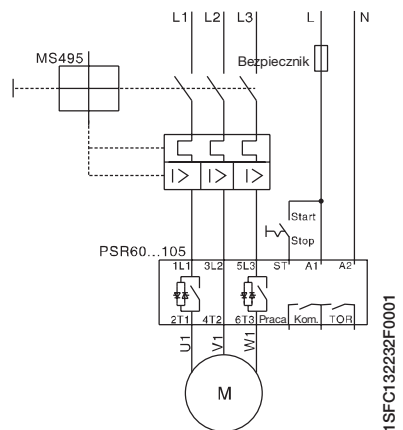 L1 L2 L3 L N
MS495
Bezpiecznik
I> I> I>
Start
Stop
PSR60...105
1L1 3L2 5L3 ST A1 A2
2T1 4T2 6T3 Praca Kom. TOR
U1 V1 W1
M
1SFC132232F0001